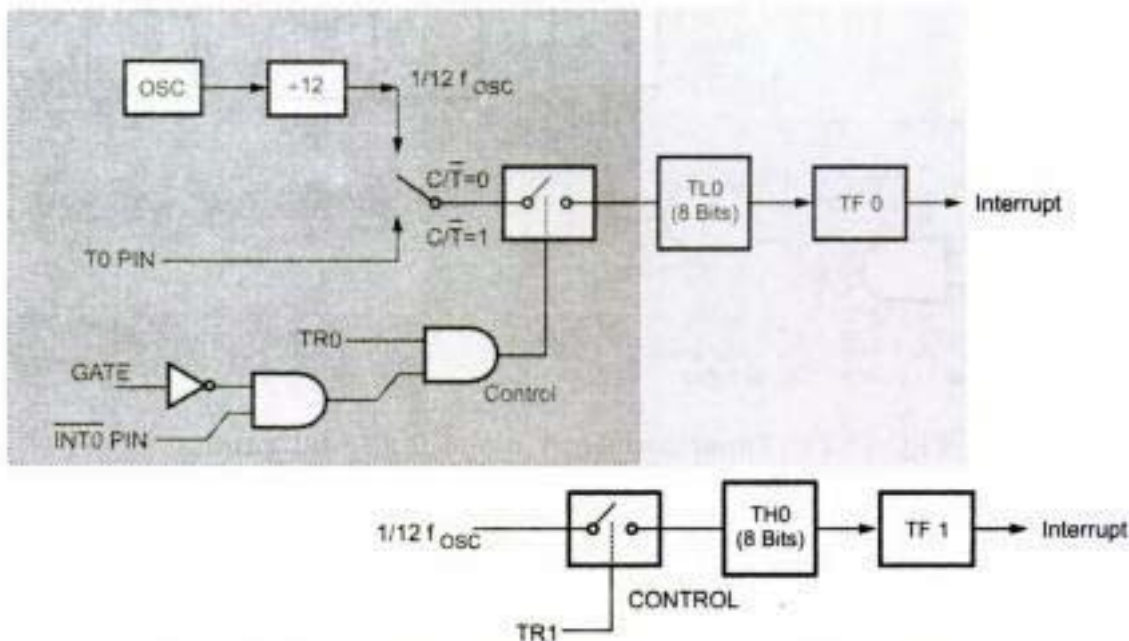 OSC
÷12
1/12 f OSC
C/T̅=0
C/T̅=1
TL0
(8 Bits)
TF 0
Interrupt
T0 PIN
TR0
GATE
Control
I̅N̅T̅0̅ PIN
1/12 f OSC
TH0
(8 Bits)
TF 1
Interrupt
CONTROL
TR1